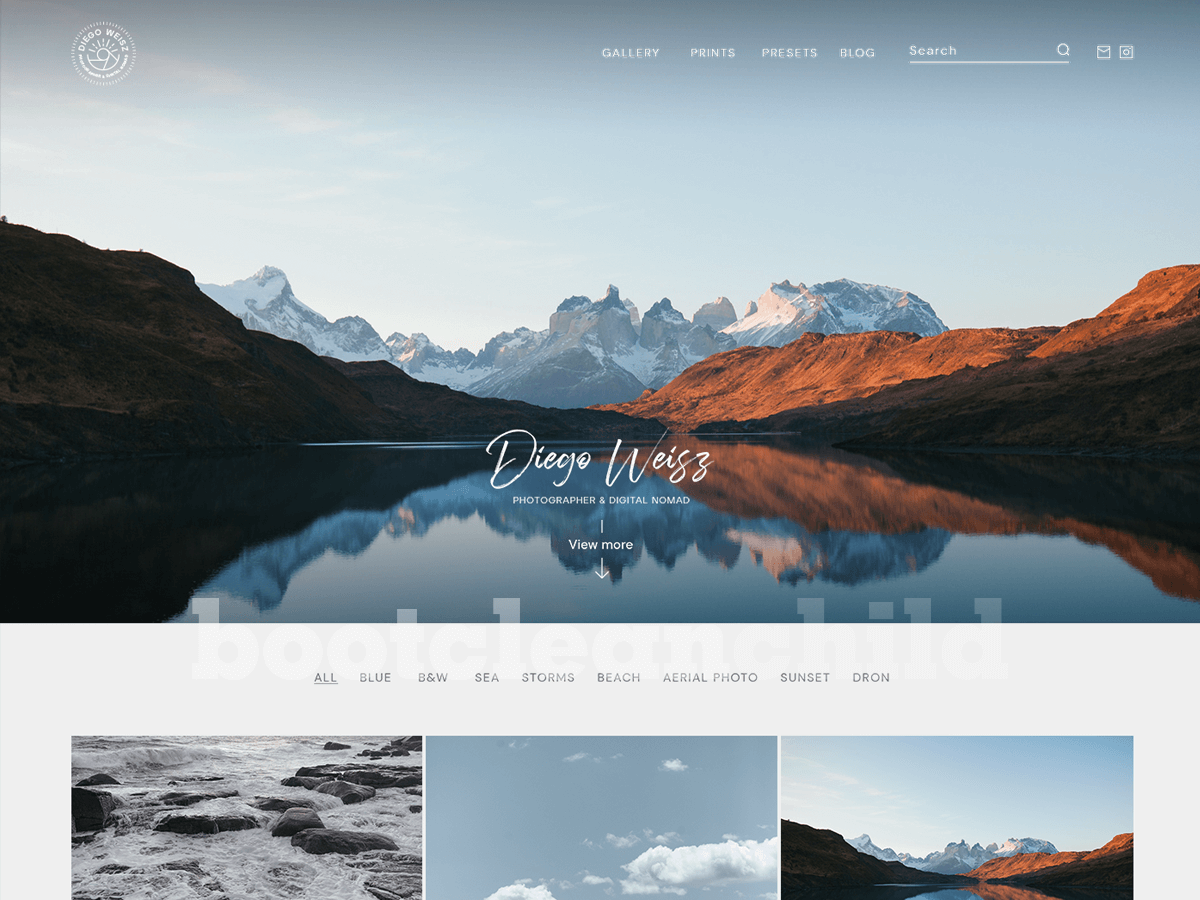 DIEGO WEISZ
GALLERY PRINTS PRESETS BLOG Search
Diego Weisz
PHOTOGRAPHER & DIGITAL NOMAD
View more
bootcleanchild
ALL BLUE B&W SEA STORMS BEACH AERIAL PHOTO SUNSET DRON